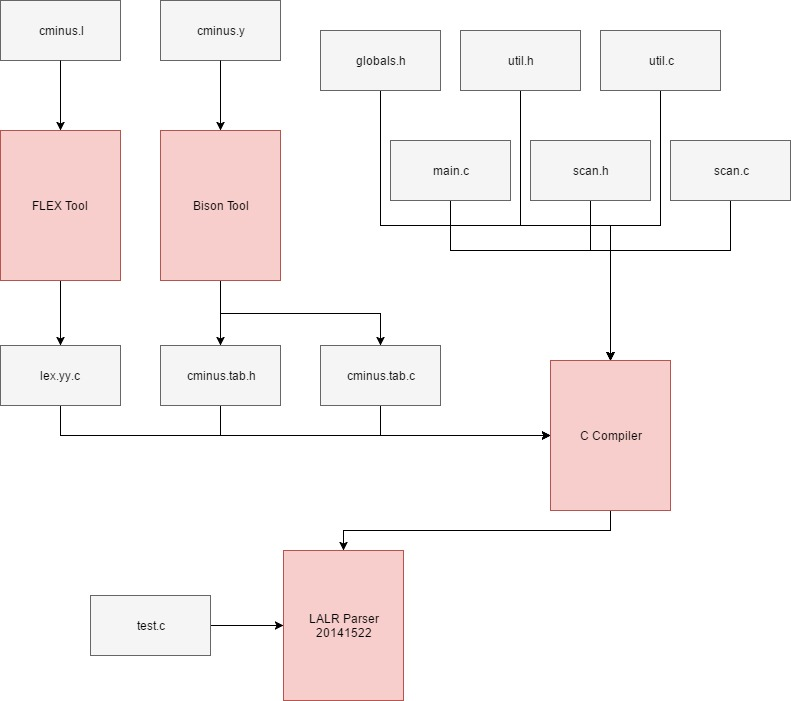 cminus.l
cminus.y
globals.h
util.h
util.c
main.c
scan.h
scan.c
FLEX Tool
Bison Tool
lex.yy.c
cminus.tab.h
cminus.tab.c
C Compiler
LALR Parser
20141522
test.c